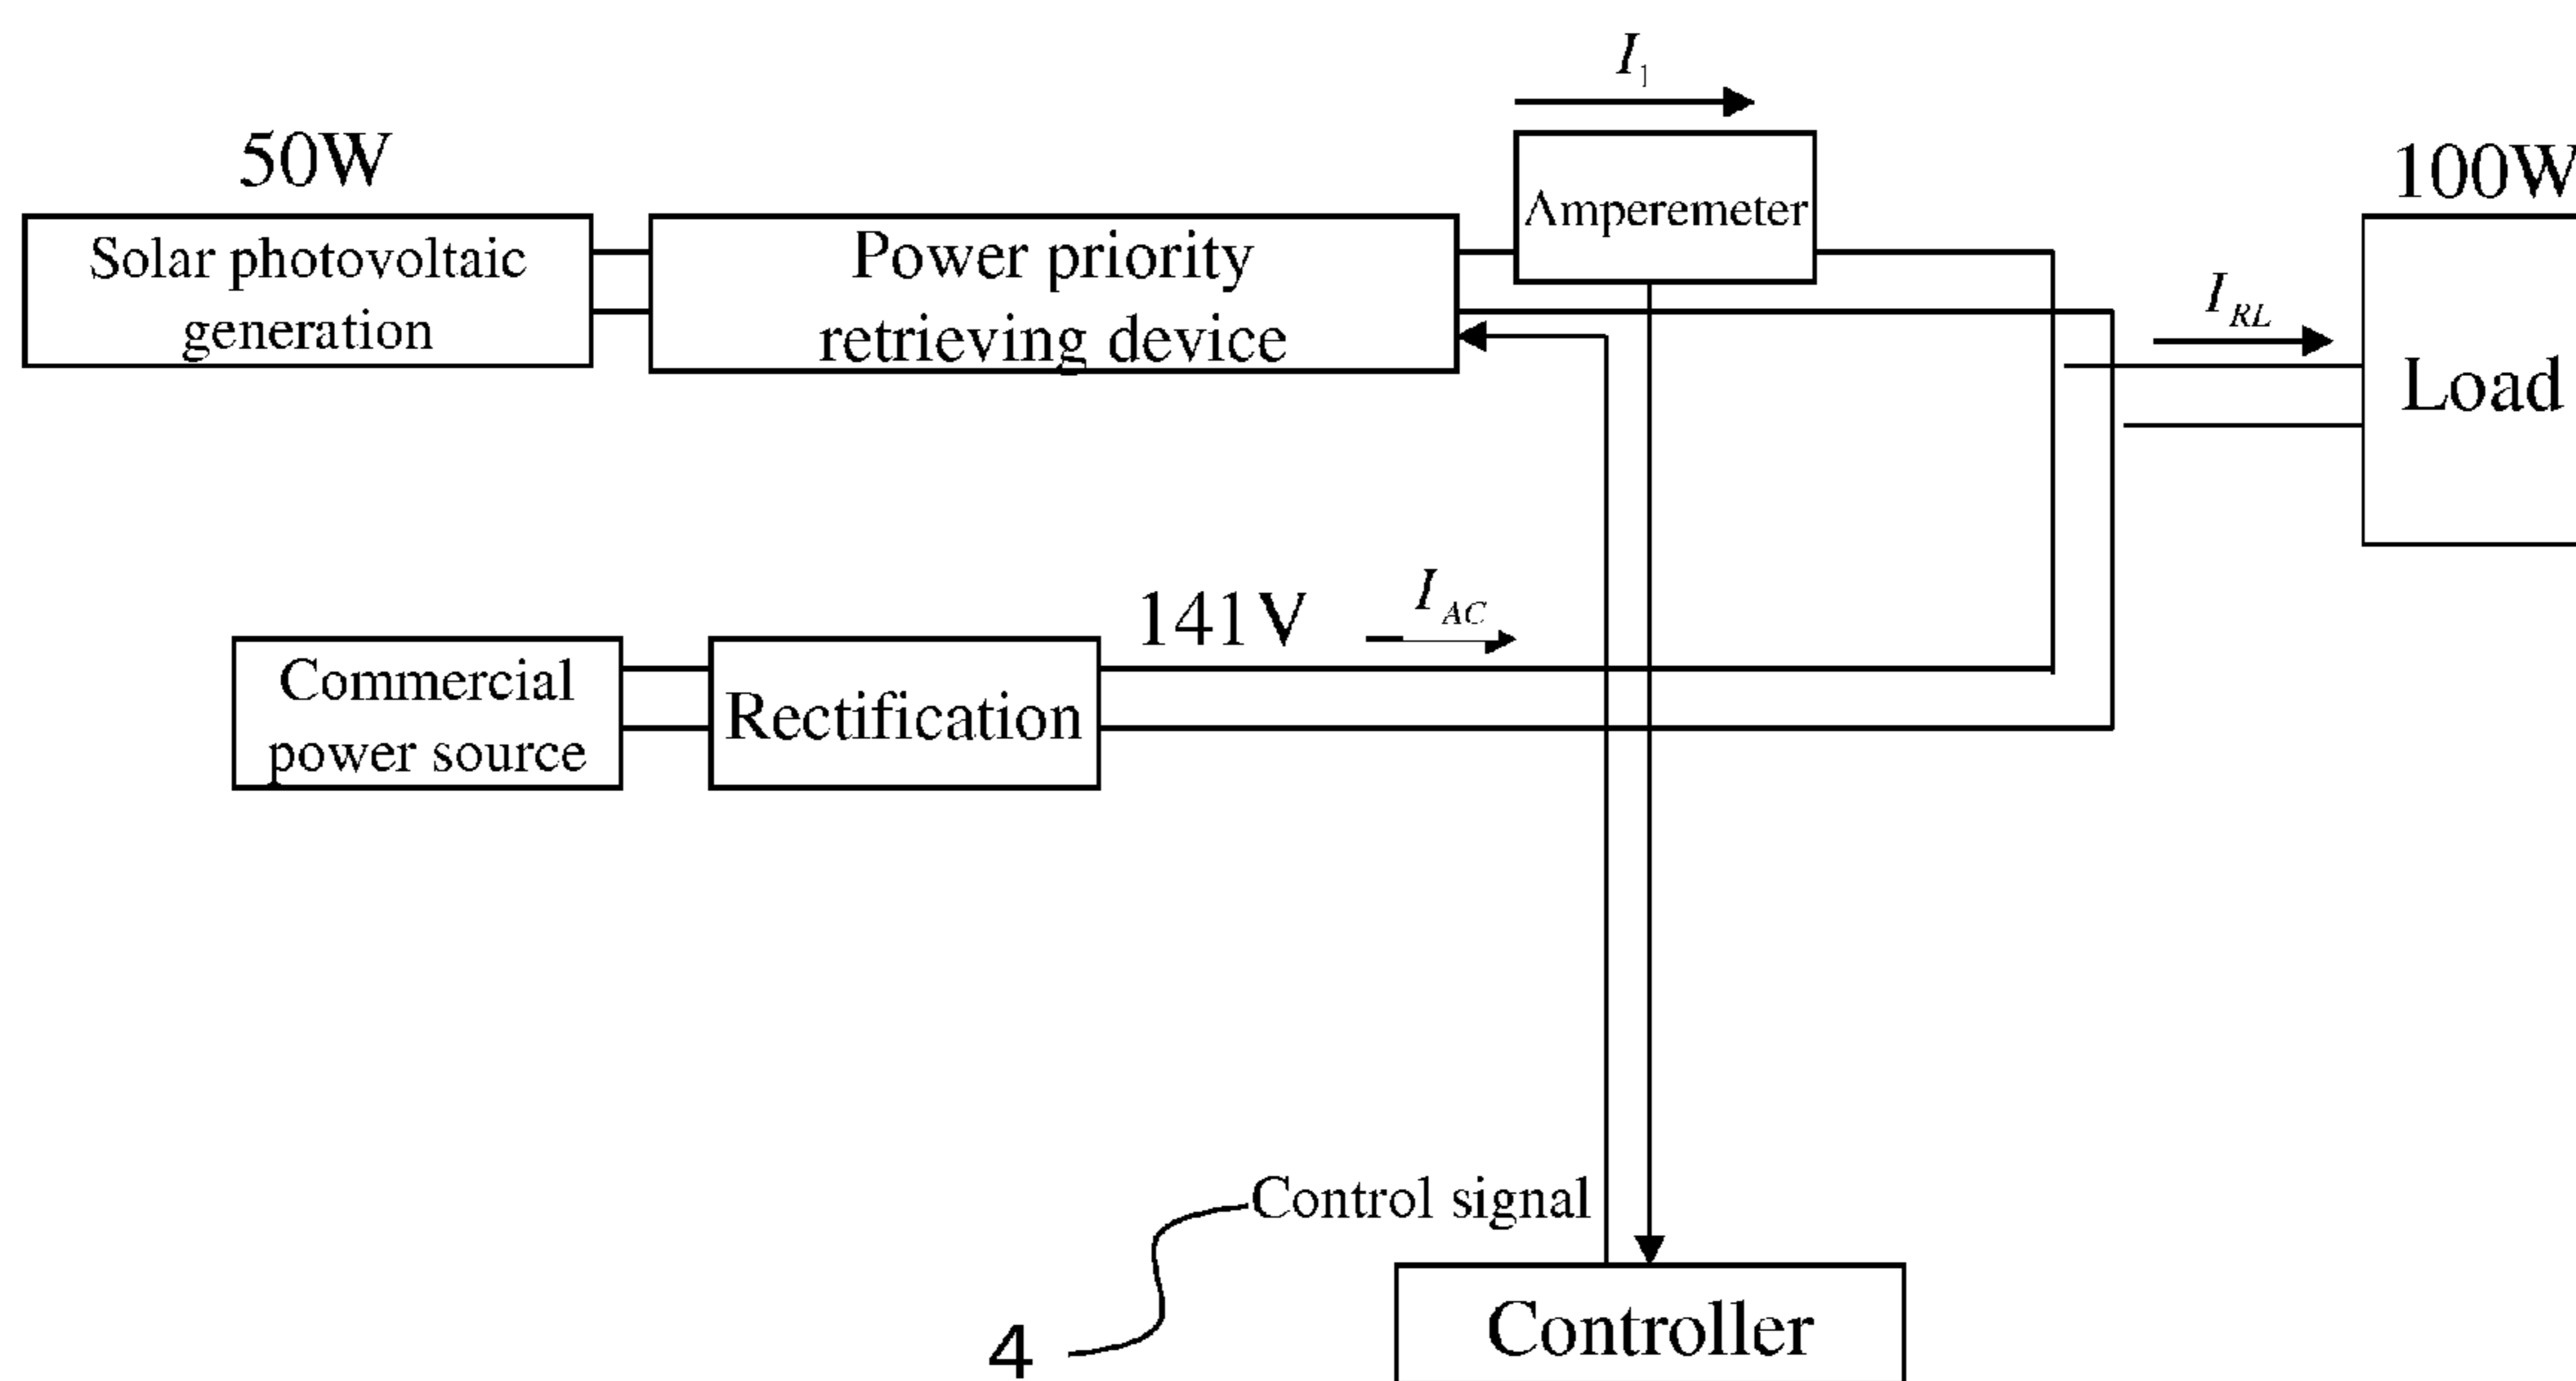 I1
50W
100W
Solar photovoltaic
generation
Power priority
retrieving device
Amperemeter
IRL
Load
141V
IAC
Commercial
power source
Rectification
Control signal
4
Controller